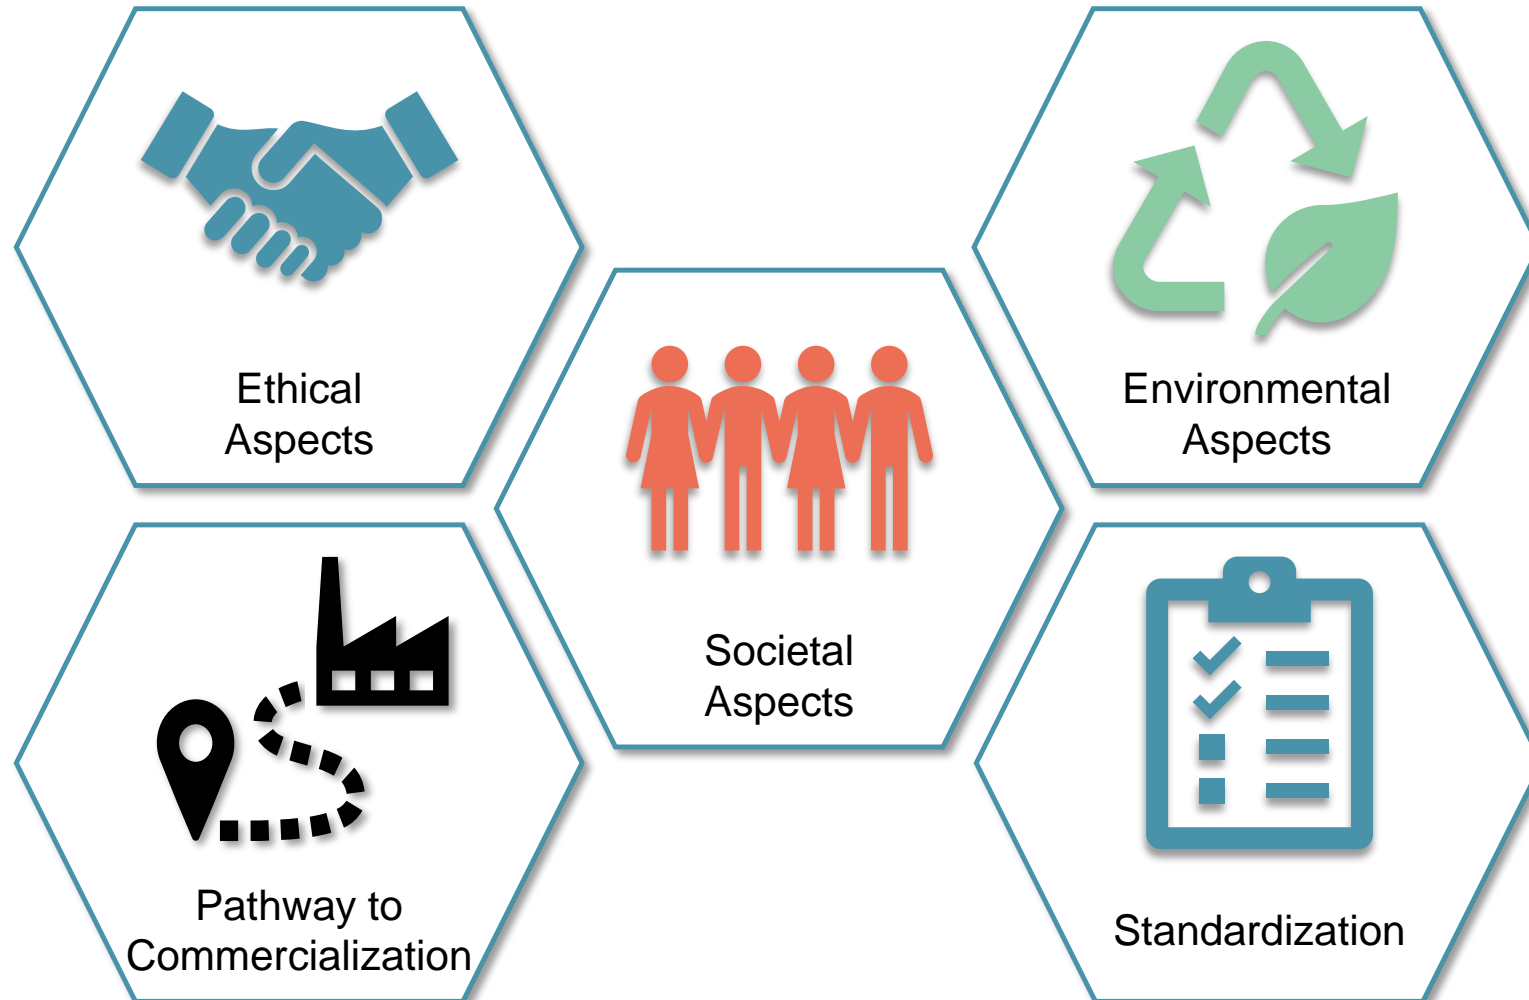 Ethical
Aspects
Environmental
Aspects
Societal
Aspects
Pathway to
Commercialization
Standardization